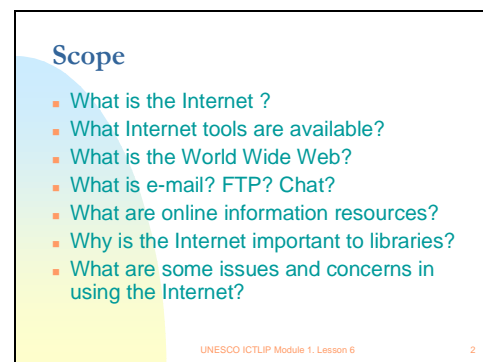 Scope
What is the Internet ?
What Internet tools are available?
What is the World Wide Web?
What is e-mail? FTP? Chat?
What are online information resources?
Why is the Internet important to libraries?
What are some issues and concerns in
using the Internet?
UNESCO ICTLIP Module 1. Lesson 6 2